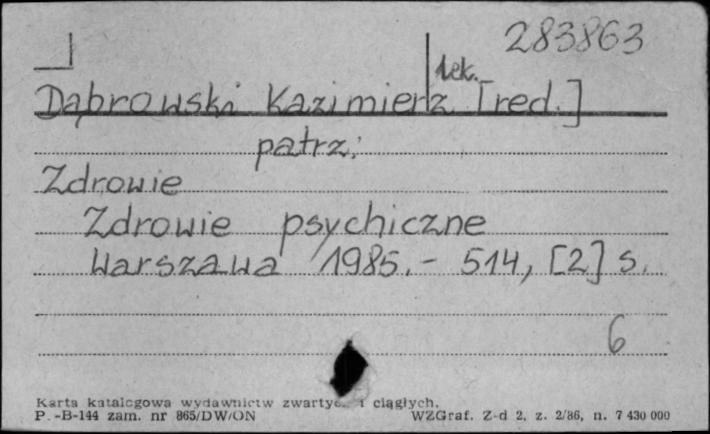 283863
lek.
Dąbrowski Kazimierz [red.]
patrz:
Zdrowie
Zdrowie psychiczne
Warszawa 1985.- 514, [2] s.
6
Karta katalogowa wydawnictw zwartych i ciągłych.
P.-B-144 zam. nr 865/DW/ON WZGraf. Z-d 2, z. 2/86, n. 7 430 000